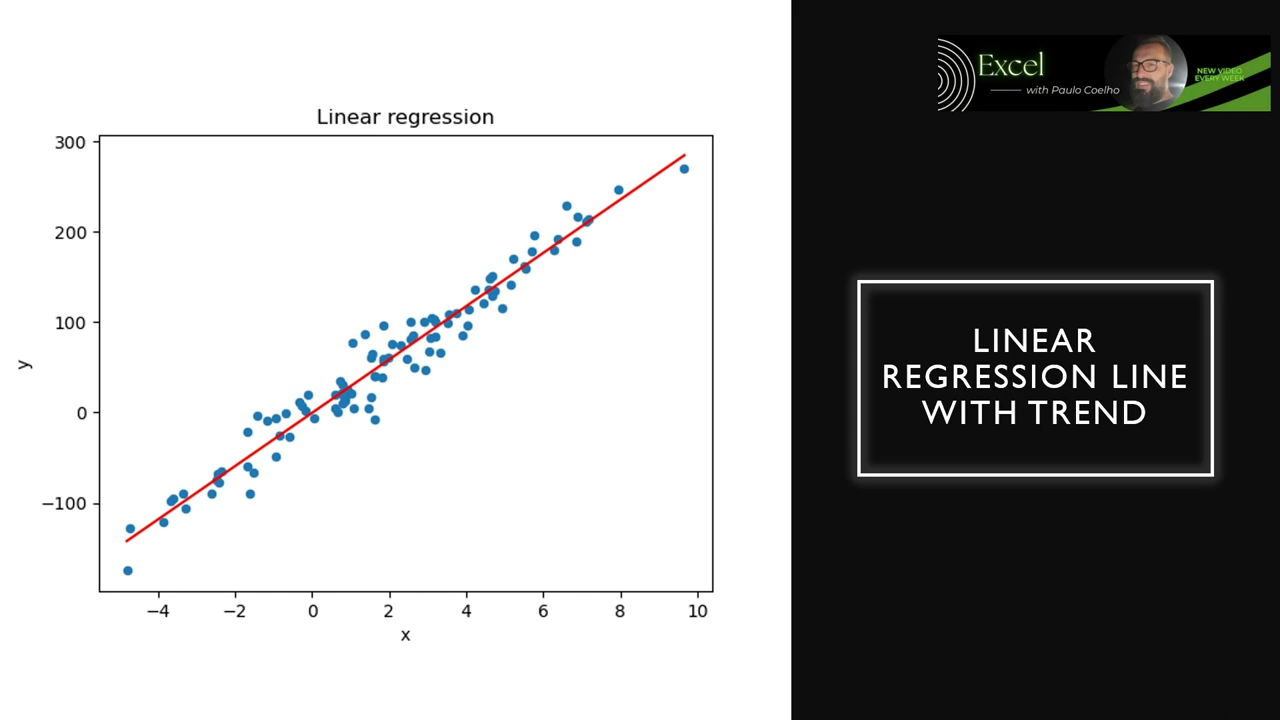 Linear regression
300
200
100
0
−100
y
−4 −2 0 2 4 6 8 10
x
Excel
with Paulo Coelho
NEW VIDEO
EVERY WEEK
LINEAR
REGRESSION LINE
WITH TREND